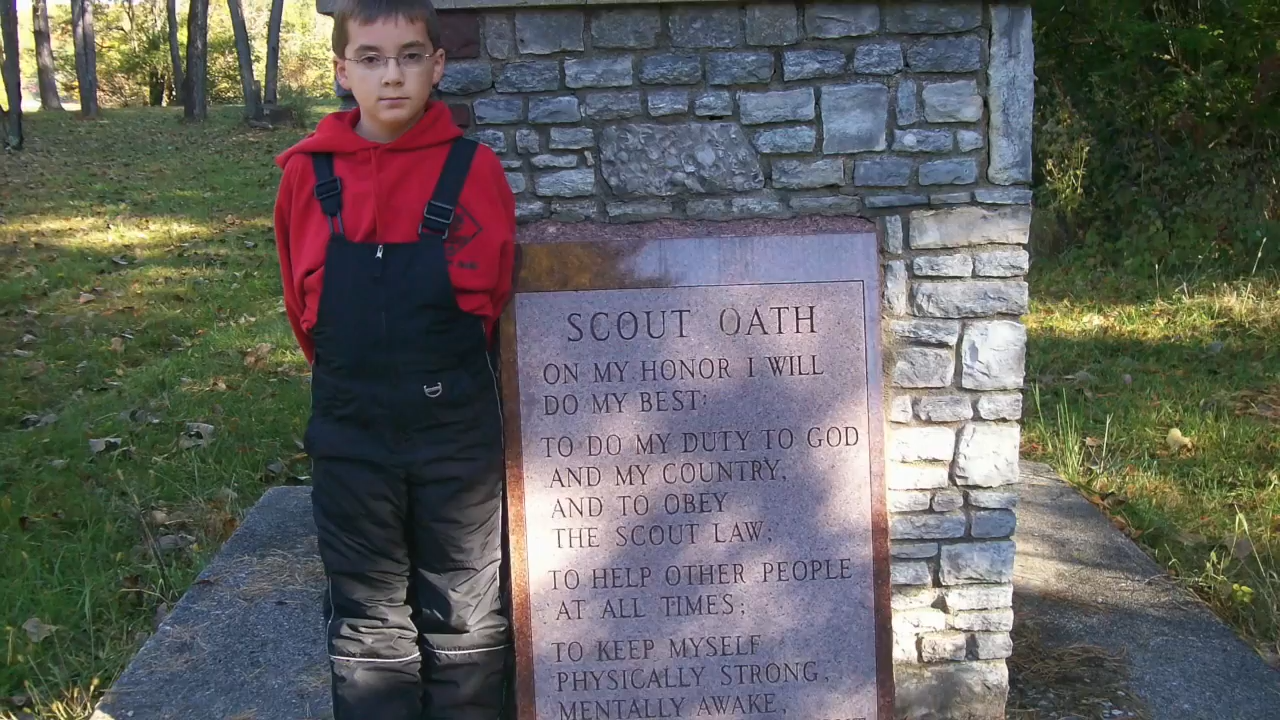 SCOUT OATH
ON MY HONOR I WILL
DO MY BEST:
TO DO MY DUTY TO GOD
AND MY COUNTRY,
AND TO OBEY
THE SCOUT LAW;
TO HELP OTHER PEOPLE
AT ALL TIMES;
TO KEEP MYSELF
PHYSICALLY STRONG,
MENTALLY AWAKE,